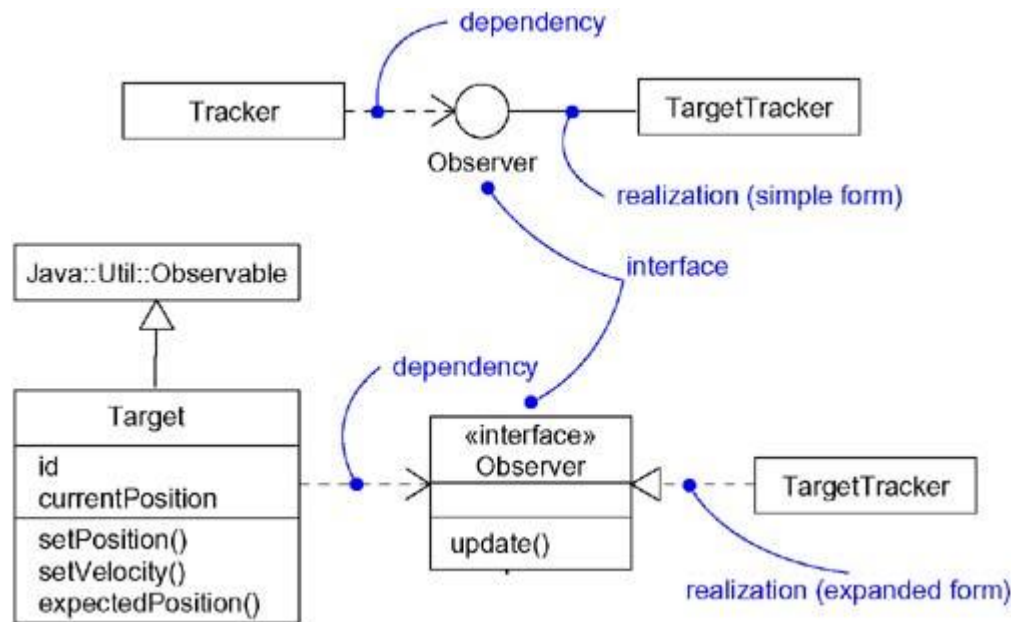 dependency
Tracker
TargetTracker
Observer
realization (simple form)
Java::Util::Observable
interface
dependency
Target
id
currentPosition
setPosition()
setVelocity()
expectedPosition()
«interface»
Observer
update()
TargetTracker
realization (expanded form)